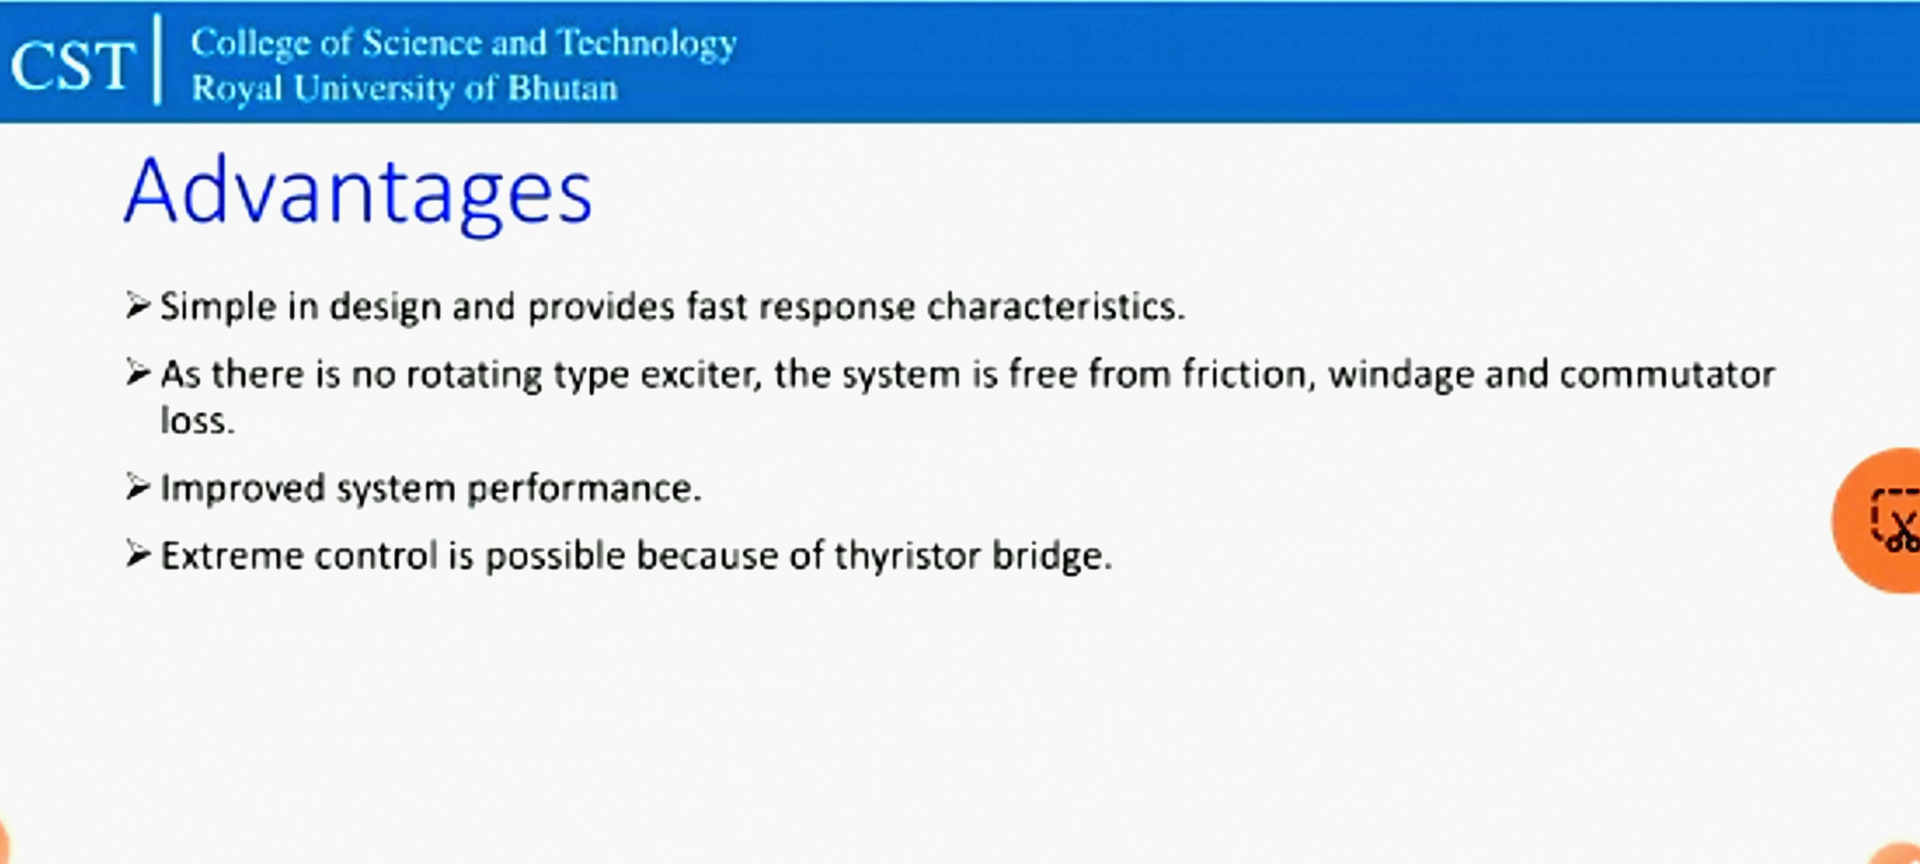 CST
College of Science and Technology
Royal University of Bhutan
Advantages
➢ Simple in design and provides fast response characteristics.
➢ As there is no rotating type exciter, the system is free from friction, windage and commutator
loss.
➢ Improved system performance.
➢ Extreme control is possible because of thyristor bridge.